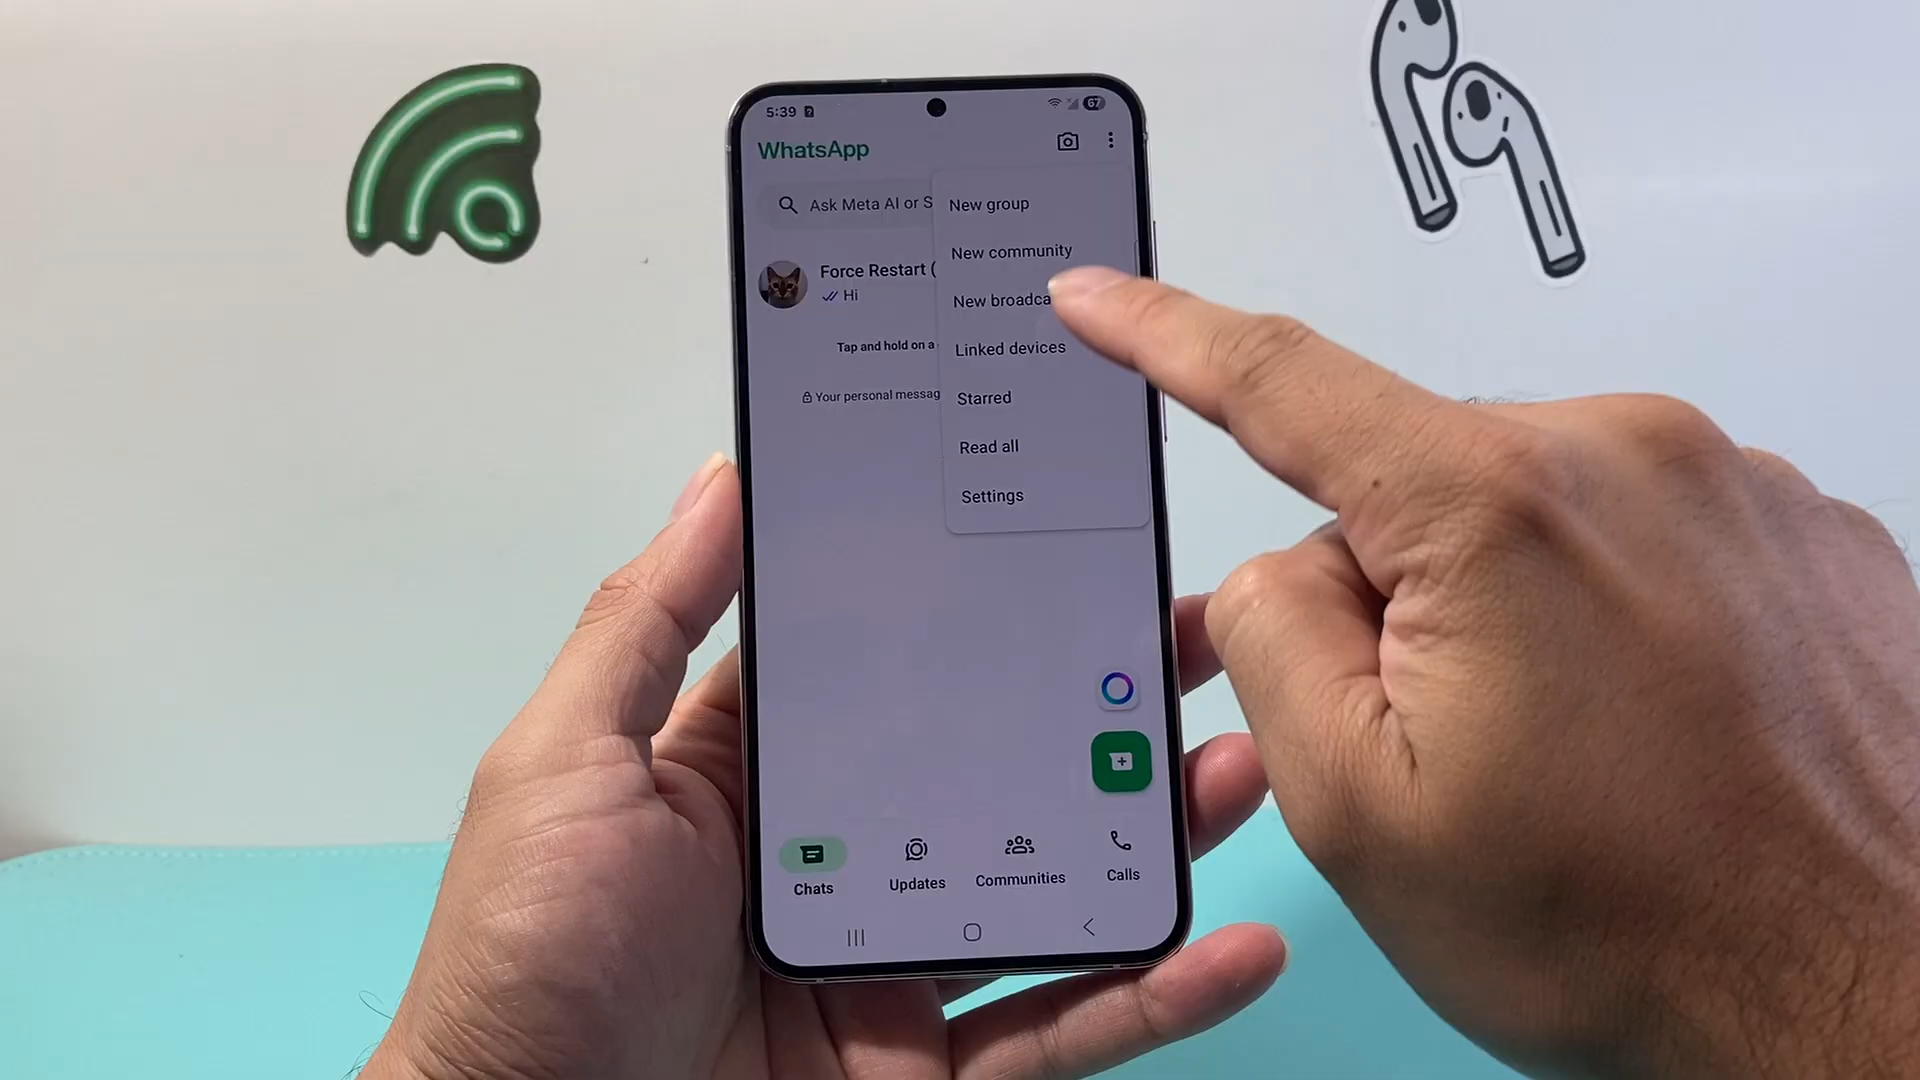 5:39
67
WhatsApp
Ask Meta AI or S
New group
New community
Force Restart (
Hi
New broadca
Tap and hold on a
Linked devices
Your personal messag
Starred
Read all
Settings
Chats
Updates
Communities
Calls